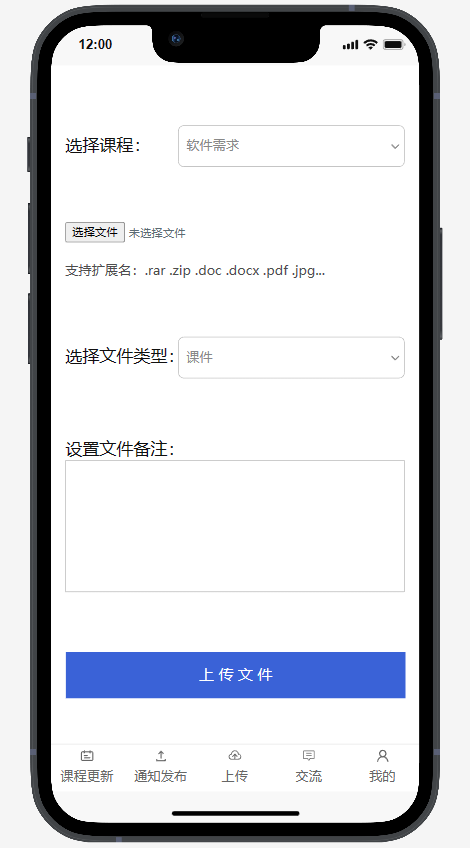 12:00
选择课程： 软件需求
选择文件 未选择文件
支持扩展名：.rar .zip .doc .docx .pdf .jpg...
选择文件类型： 课件
设置文件备注：
上传文件
课程更新 通知发布 上传 交流 我的